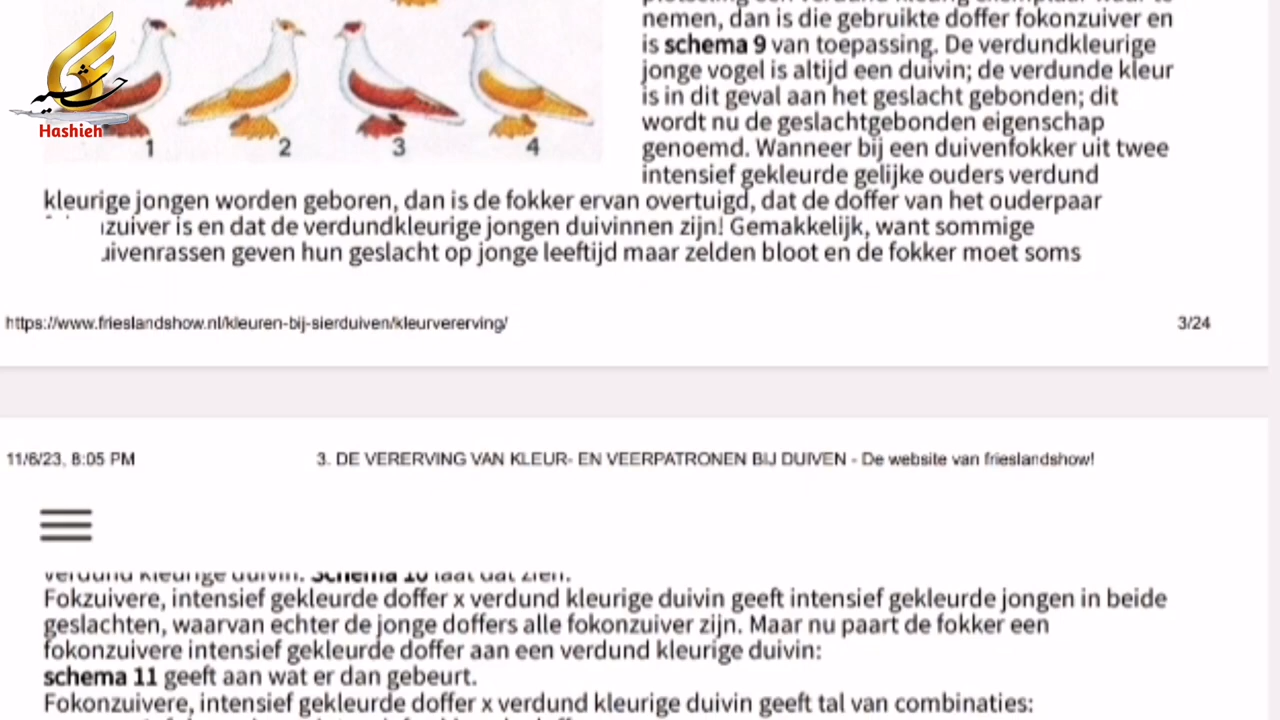 nemen, dan is die gebruikte doffer fokonzuiver en
is schema 9 van toepassing. De verdundkleurige
jonge vogel is altijd een duivin; de verdunde kleur
is in dit geval aan het geslacht gebonden; dit
wordt nu de geslachtgebonden eigenschap
genoemd. Wanneer bij een duivenfokker uit twee
intensief gekleurde gelijke ouders verdund
حاشیه
Hashieh
1 2 3 4
kleurige jongen worden geboren, dan is de fokker ervan overtuigd, dat de doffer van het ouderpaar
zuiver is en dat de verdundkleurige jongen duivinnen zijn! Gemakkelijk, want sommige
uivenrassen geven hun geslacht op jonge leeftijd maar zelden bloot en de fokker moet soms
https://www.frieslandshow.nl/kleuren-bij-sierduiven/kleurvererving/ 3/24
11/6/23, 8:05 PM 3. DE VERERVING VAN KLEUR- EN VEERPATRONEN BIJ DUIVEN - De website van frieslandshow!
verdund kleurige duivin. Schema 10 laat dat zien.
Fokzuivere, intensief gekleurde doffer x verdund kleurige duivin geeft intensief gekleurde jongen in beide
geslachten, waarvan echter de jonge doffers alle fokonzuiver zijn. Maar nu paart de fokker een
fokonzuivere intensief gekleurde doffer aan een verdund kleurige duivin:
schema 11 geeft aan wat er dan gebeurt.
Fokonzuivere, intensief gekleurde doffer x verdund kleurige duivin geeft tal van combinaties: